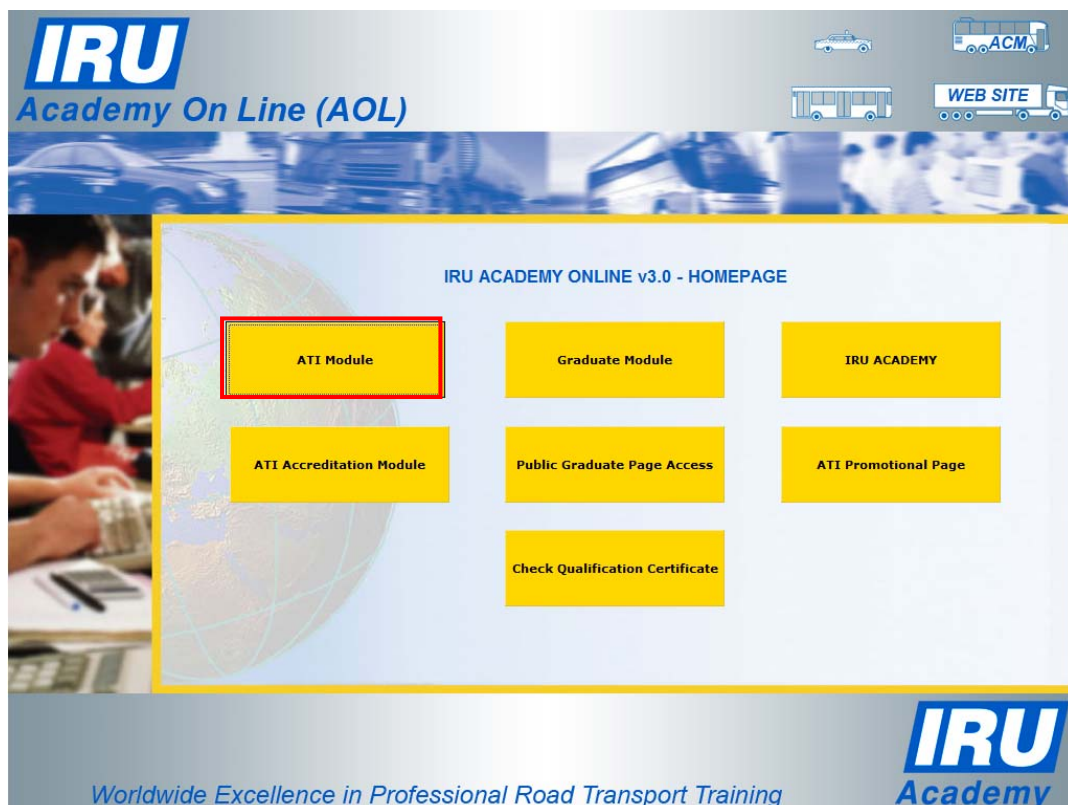 IRU
Academy On Line (AOL)
ACM
WEB SITE
IRU ACADEMY ONLINE v3.0 - HOMEPAGE
ATI Module
Graduate Module
IRU ACADEMY
ATI Accreditation Module
Public Graduate Page Access
ATI Promotional Page
Check Qualification Certificate
IRU
Academy
Worldwide Excellence in Professional Road Transport Training